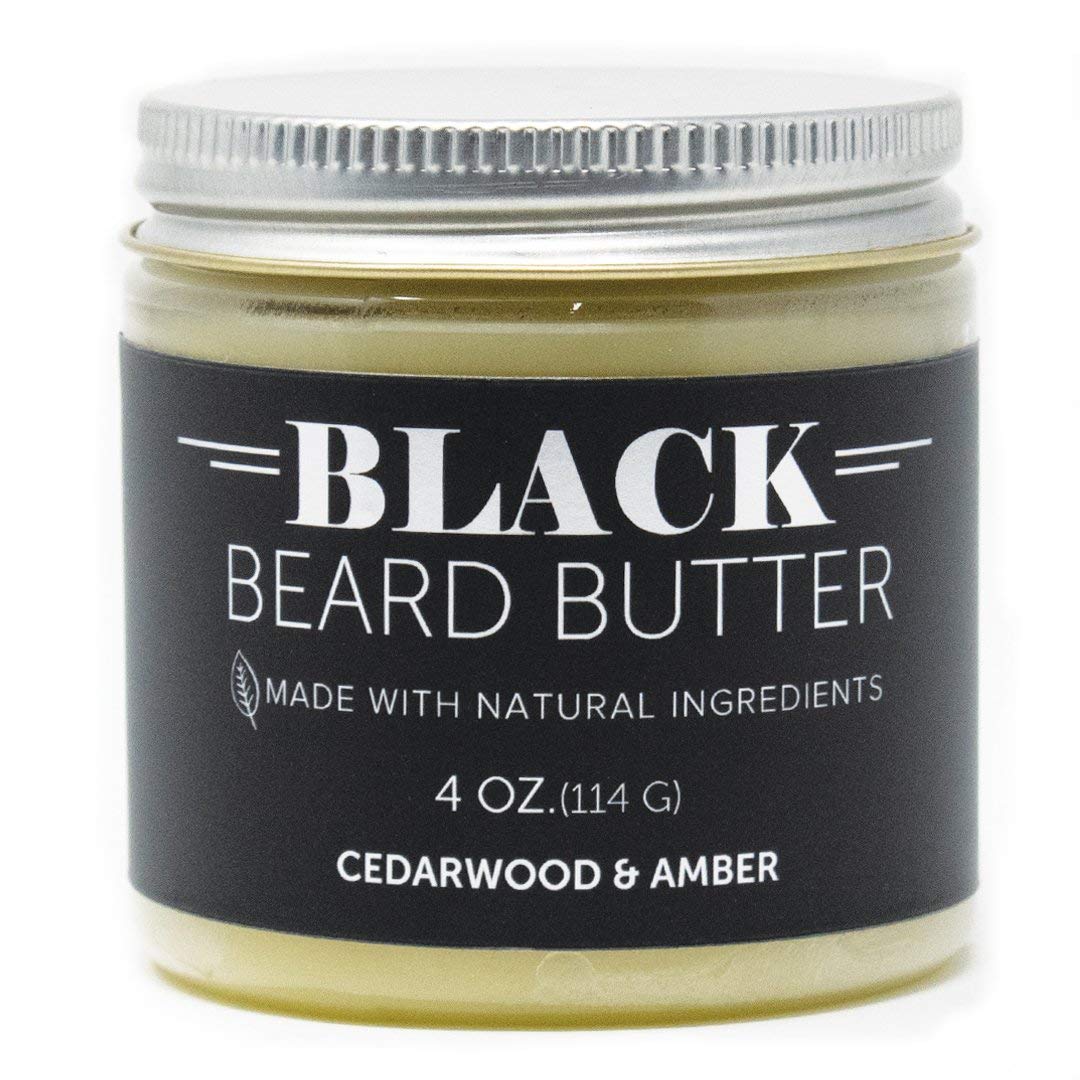 BLACK
BEARD BUTTER
MADE WITH NATURAL INGREDIENTS
4 OZ.(114 G)
CEDARWOOD & AMBER